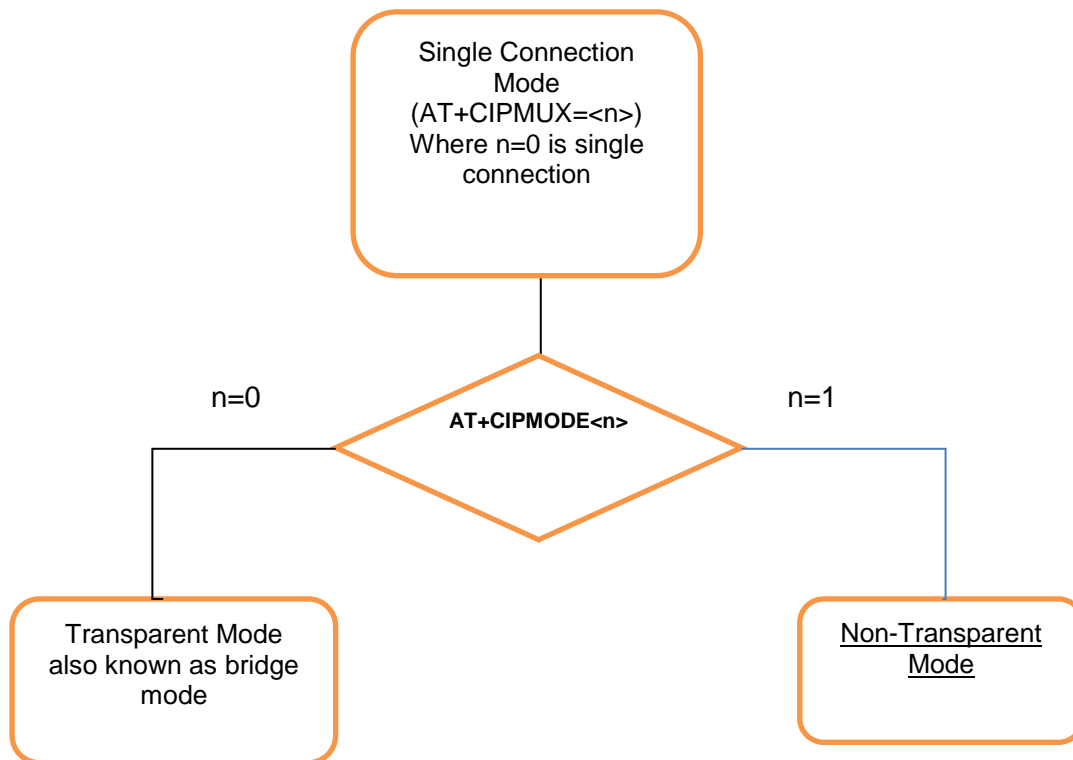 Single Connection
Mode
(AT+CIPMUX=<n>)
Where n=0 is single
connection
n=0
AT+CIPMODE<n>
n=1
Transparent Mode
also known as bridge
mode
Non-Transparent
Mode